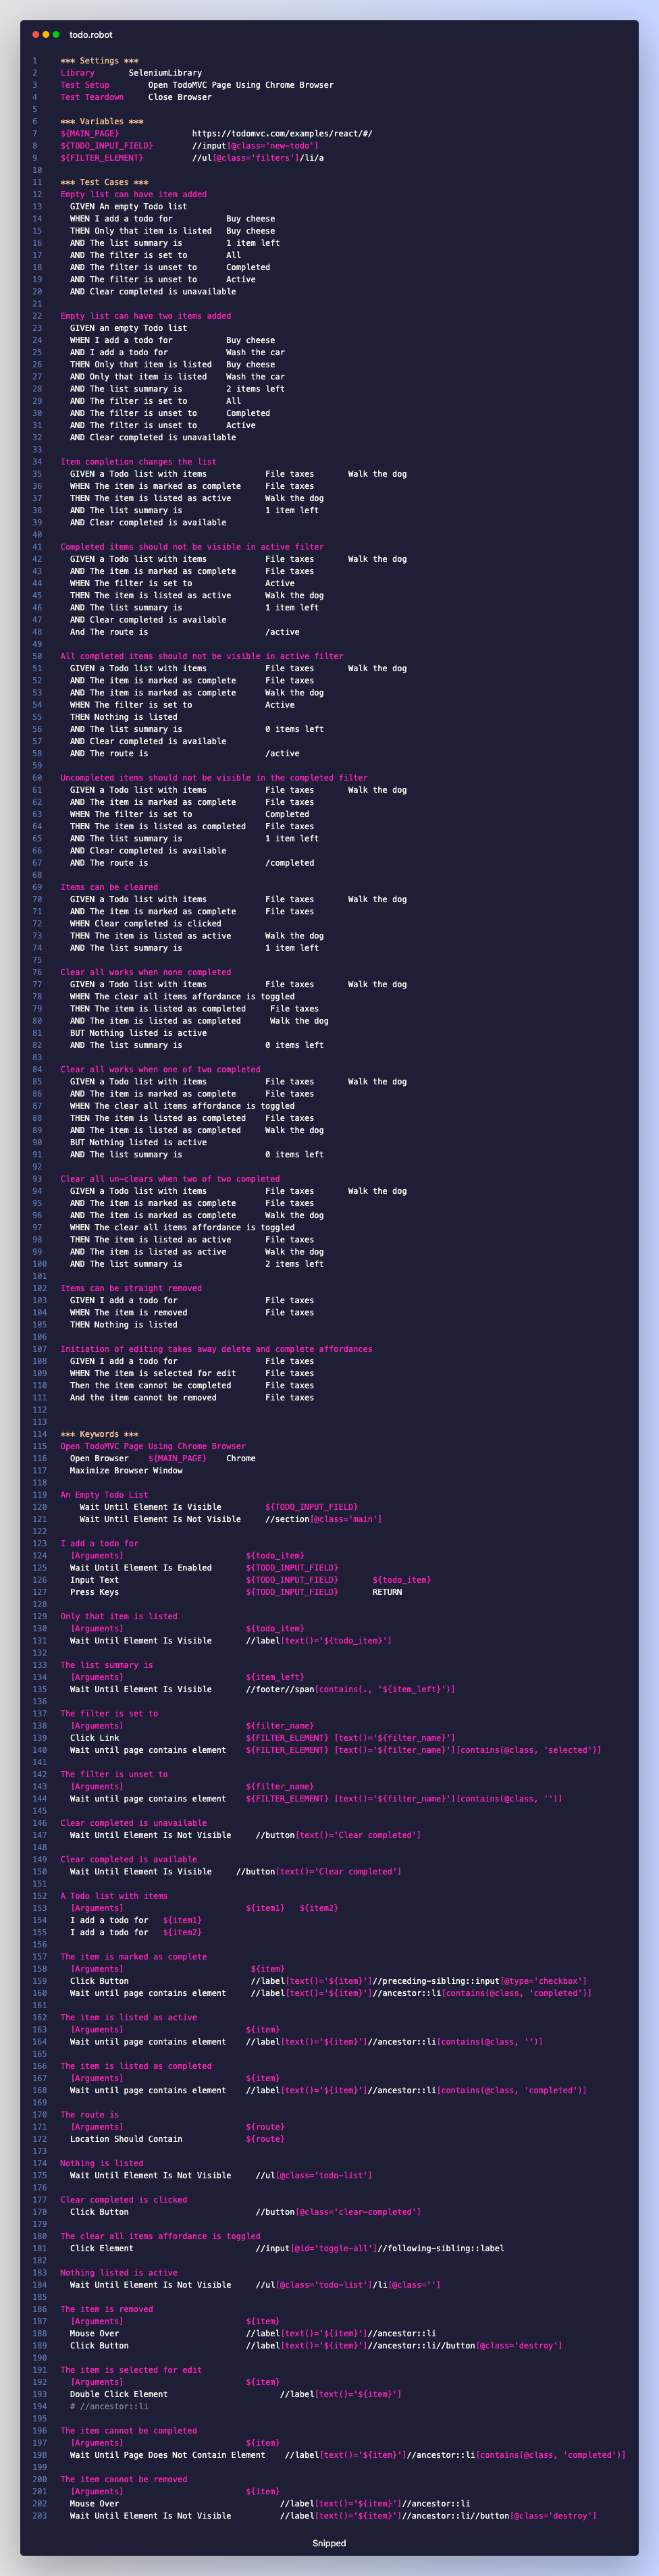 todo.robot
1 *** Settings ***
2 Library       SeleniumLibrary
3 Test Setup        Open TodoMVC Page Using Chrome Browser
4 Test Teardown     Close Browser
5
6 *** Variables ***
7 ${MAIN_PAGE}               https://todomvc.com/examples/react/#/
8 ${TODO_INPUT_FIELD}        //input[@class='new-todo']
9 ${FILTER_ELEMENT}          //ul[@class='filters']/li/a
10
11 *** Test Cases ***
12 Empty list can have item added
13   GIVEN An empty Todo list
14   WHEN I add a todo for           Buy cheese
15   THEN Only that item is listed   Buy cheese
16   AND The list summary is         1 item left
17   AND The filter is set to        All
18   AND The filter is unset to      Completed
19   AND The filter is unset to      Active
20   AND Clear completed is unavailable
21
22 Empty list can have two items added
23   GIVEN an empty Todo list
24   WHEN I add a todo for           Buy cheese
25   AND I add a todo for            Wash the car
26   THEN Only that item is listed   Buy cheese
27   AND Only that item is listed    Wash the car
28   AND The list summary is         2 items left
29   AND The filter is set to        All
30   AND The filter is unset to      Completed
31   AND The filter is unset to      Active
32   AND Clear completed is unavailable
33
34 Item completion changes the list
35   GIVEN a Todo list with items            File taxes       Walk the dog
36   WHEN The item is marked as complete     File taxes
37   THEN The item is listed as active       Walk the dog
38   AND The list summary is                 1 item left
39   AND Clear completed is available
40
41 Completed items should not be visible in active filter
42   GIVEN a Todo list with items            File taxes       Walk the dog
43   AND The item is marked as complete      File taxes
44   WHEN The filter is set to               Active
45   THEN The item is listed as active       Walk the dog
46   AND The list summary is                 1 item left
47   AND Clear completed is available
48   And The route is                        /active
49
50 All completed items should not be visible in active filter
51   GIVEN a Todo list with items            File taxes       Walk the dog
52   AND The item is marked as complete      File taxes
53   AND The item is marked as complete      Walk the dog
54   WHEN The filter is set to               Active
55   THEN Nothing is listed
56   AND The list summary is                 0 items left
57   AND Clear completed is available
58   AND The route is                        /active
59
60 Uncompleted items should not be visible in the completed filter
61   GIVEN a Todo list with items            File taxes       Walk the dog
62   AND The item is marked as complete      File taxes
63   WHEN The filter is set to               Completed
64   THEN The item is listed as completed    File taxes
65   AND The list summary is                 1 item left
66   AND Clear completed is available
67   AND The route is                        /completed
68
69 Items can be cleared
70   GIVEN a Todo list with items            File taxes       Walk the dog
71   AND The item is marked as complete      File taxes
72   WHEN Clear completed is clicked
73   THEN The item is listed as active       Walk the dog
74   AND The list summary is                 1 item left
75
76 Clear all works when none completed
77   GIVEN a Todo list with items            File taxes       Walk the dog
78   WHEN The clear all items affordance is toggled
79   THEN The item is listed as completed     File taxes
80   AND The item is listed as completed      Walk the dog
81   BUT Nothing listed is active
82   AND The list summary is                 0 items left
83
84 Clear all works when one of two completed
85   GIVEN a Todo list with items            File taxes       Walk the dog
86   AND The item is marked as complete      File taxes
87   WHEN The clear all items affordance is toggled
88   THEN The item is listed as completed    File taxes
89   AND The item is listed as completed     Walk the dog
90   BUT Nothing listed is active
91   AND The list summary is                 0 items left
92
93 Clear all un-clears when two of two completed
94   GIVEN a Todo list with items            File taxes       Walk the dog
95   AND The item is marked as complete      File taxes
96   AND The item is marked as complete      Walk the dog
97   WHEN The clear all items affordance is toggled
98   THEN The item is listed as active       File taxes
99   AND The item is listed as active        Walk the dog
100   AND The list summary is                 2 items left
101
102 Items can be straight removed
103   GIVEN I add a todo for                  File taxes
104   WHEN The item is removed                File taxes
105   THEN Nothing is listed
106
107 Initiation of editing takes away delete and complete affordances
108   GIVEN I add a todo for                  File taxes
109   WHEN The item is selected for edit      File taxes
110   Then the item cannot be completed       File taxes
111   And the item cannot be removed          File taxes
112
113
114 *** Keywords ***
115 Open TodoMVC Page Using Chrome Browser
116   Open Browser    ${MAIN_PAGE}    Chrome
117   Maximize Browser Window
118
119 An Empty Todo List
120     Wait Until Element Is Visible         ${TODO_INPUT_FIELD}
121     Wait Until Element Is Not Visible     //section[@class='main']
122
123 I add a todo for
124   [Arguments]                         ${todo_item}
125   Wait Until Element Is Enabled       ${TODO_INPUT_FIELD}
126   Input Text                          ${TODO_INPUT_FIELD}       ${todo_item}
127   Press Keys                          ${TODO_INPUT_FIELD}       RETURN
128
129 Only that item is listed
130   [Arguments]                         ${todo_item}
131   Wait Until Element Is Visible       //label[text()='${todo_item}']
132
133 The list summary is
134   [Arguments]                         ${item_left}
135   Wait Until Element Is Visible       //footer//span[contains(., '${item_left}')]
136
137 The filter is set to
138   [Arguments]                         ${filter_name}
139   Click Link                          ${FILTER_ELEMENT} [text()='${filter_name}']
140   Wait until page contains element    ${FILTER_ELEMENT} [text()='${filter_name}'][contains(@class, 'selected')]
141
142 The filter is unset to
143   [Arguments]                         ${filter_name}
144   Wait until page contains element    ${FILTER_ELEMENT} [text()='${filter_name}'][contains(@class, '')]
145
146 Clear completed is unavailable
147   Wait Until Element Is Not Visible     //button[text()='Clear completed']
148
149 Clear completed is available
150   Wait Until Element Is Visible     //button[text()='Clear completed']
151
152 A Todo list with items
153   [Arguments]                         ${item1}   ${item2}
154   I add a todo for   ${item1}
155   I add a todo for   ${item2}
156
157 The item is marked as complete
158   [Arguments]                          ${item}
159   Click Button                         //label[text()='${item}']//preceding-sibling::input[@type='checkbox']
160   Wait until page contains element     //label[text()='${item}']//ancestor::li[contains(@class, 'completed')]
161
162 The item is listed as active
163   [Arguments]                         ${item}
164   Wait until page contains element    //label[text()='${item}']//ancestor::li[contains(@class, '')]
165
166 The item is listed as completed
167   [Arguments]                         ${item}
168   Wait until page contains element    //label[text()='${item}']//ancestor::li[contains(@class, 'completed')]
169
170 The route is
171   [Arguments]                         ${route}
172   Location Should Contain             ${route}
173
174 Nothing is listed
175   Wait Until Element Is Not Visible     //ul[@class='todo-list']
176
177 Clear completed is clicked
178   Click Button                          //button[@class='clear-completed']
179
180 The clear all items affordance is toggled
181   Click Element                         //input[@id='toggle-all']//following-sibling::label
182
183 Nothing listed is active
184   Wait Until Element Is Not Visible     //ul[@class='todo-list']/li[@class='']
185
186 The item is removed
187   [Arguments]                         ${item}
188   Mouse Over                          //label[text()='${item}']//ancestor::li
189   Click Button                        //label[text()='${item}']//ancestor::li//button[@class='destroy']
190
191 The item is selected for edit
192   [Arguments]                         ${item}
193   Double Click Element                       //label[text()='${item}']
194   # //ancestor::li
195
196 The item cannot be completed
197   [Arguments]                         ${item}
198   Wait Until Page Does Not Contain Element    //label[text()='${item}']//ancestor::li[contains(@class, 'completed')]
199
200 The item cannot be removed
201   [Arguments]                         ${item}
202   Mouse Over                                 //label[text()='${item}']//ancestor::li
203   Wait Until Element Is Not Visible          //label[text()='${item}']//ancestor::li//button[@class='destroy']
Snipped